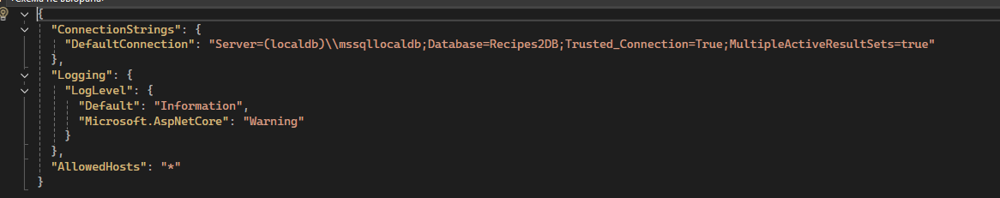 {
"ConnectionStrings": {
"DefaultConnection": "Server=(localdb)\\mssqllocaldb;Database=Recipes2DB;Trusted_Connection=True;MultipleActiveResultSets=true"
},
"Logging": {
"LogLevel": {
"Default": "Information",
"Microsoft.AspNetCore": "Warning"
}
},
"AllowedHosts": "*"
}